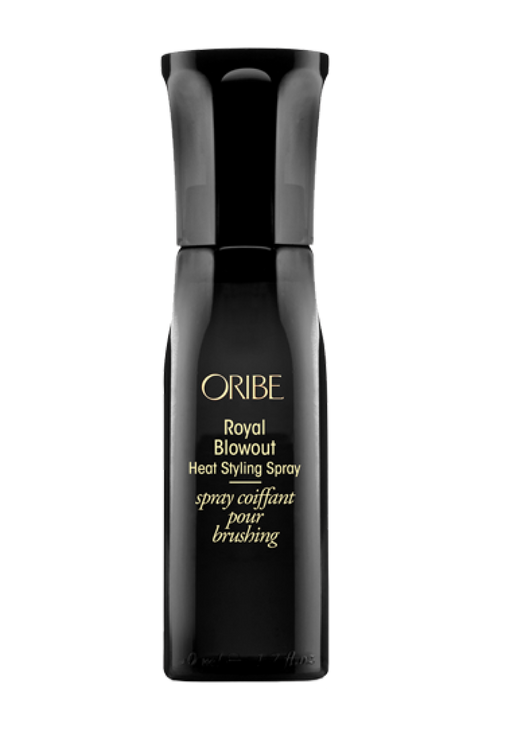 ORIBE
Royal
Blowout
Heat Styling Spray
spray coiffant
pour
brushing